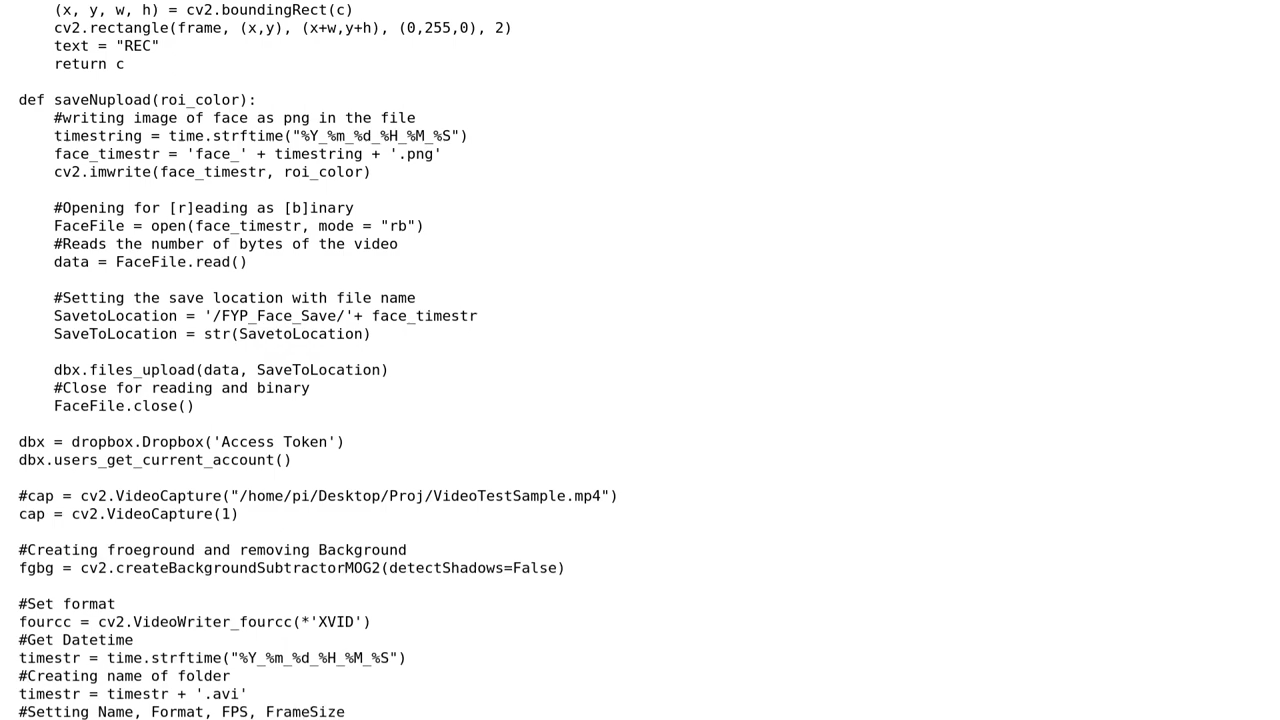 (x, y, w, h) = cv2.boundingRect(c)
cv2.rectangle(frame, (x,y), (x+w,y+h), (0,255,0), 2)
text = "REC"
return c
def saveNupload(roi_color):
#writing image of face as png in the file
timestring = time.strftime("%Y_%m_%d_%H_%M_%S")
face_timestr = 'face_' + timestring + '.png'
cv2.imwrite(face_timestr, roi_color)
#Opening for [r]eading as [b]inary
FaceFile = open(face_timestr, mode = "rb")
#Reads the number of bytes of the video
data = FaceFile.read()
#Setting the save location with file name
SavetoLocation = '/FYP_Face_Save/'+ face_timestr
SaveToLocation = str(SavetoLocation)
dbx.files_upload(data, SaveToLocation)
#Close for reading and binary
FaceFile.close()
dbx = dropbox.Dropbox('Access Token')
dbx.users_get_current_account()
#cap = cv2.VideoCapture("/home/pi/Desktop/Proj/VideoTestSample.mp4")
cap = cv2.VideoCapture(1)
#Creating froeground and removing Background
fgbg = cv2.createBackgroundSubtractorMOG2(detectShadows=False)
#Set format
fourcc = cv2.VideoWriter_fourcc(*'XVID')
#Get Datetime
timestr = time.strftime("%Y_%m_%d_%H_%M_%S")
#Creating name of folder
timestr = timestr + '.avi'
#Setting Name, Format, FPS, FrameSize